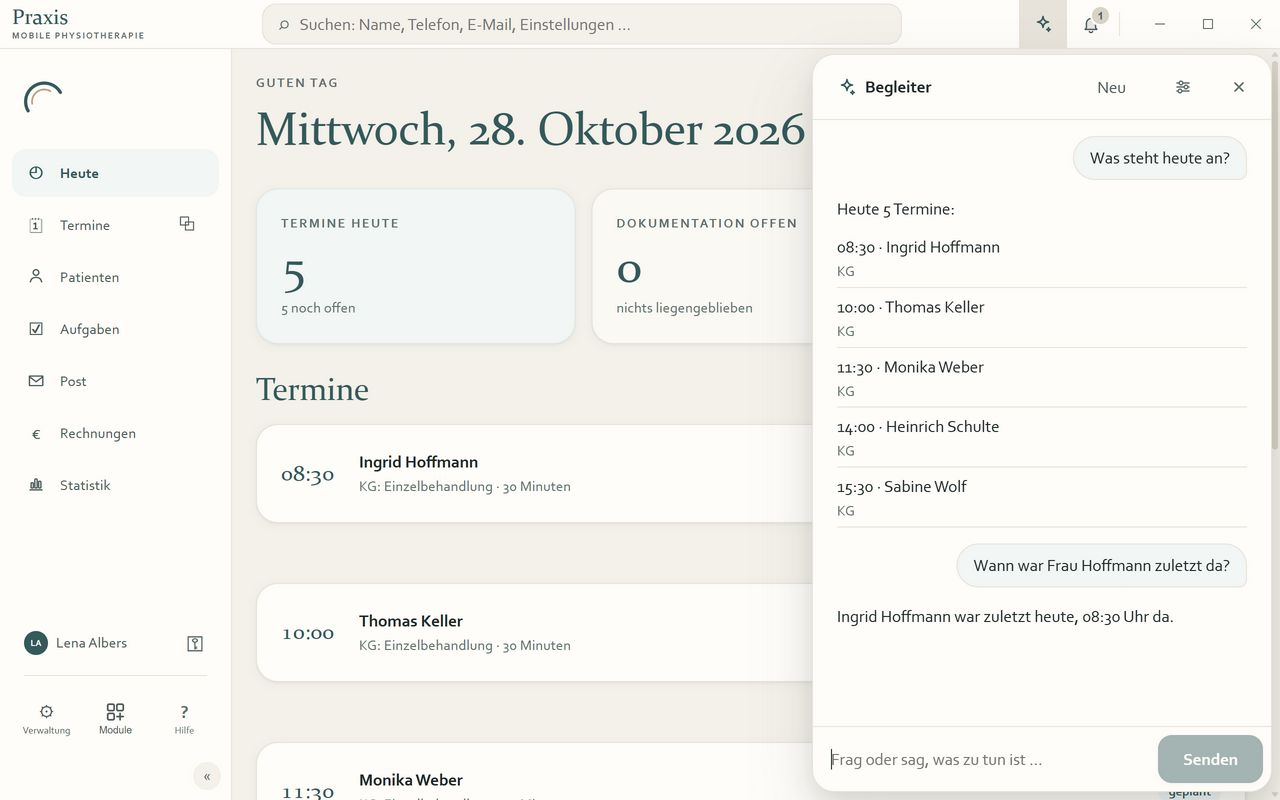 Praxis
MOBILE PHYSIOTHERAPIE
Suchen: Name, Telefon, E-Mail, Einstellungen ...
1
Heute
1 Termine
Patienten
Aufgaben
Post
€ Rechnungen
Statistik
LA Lena Albers
Verwaltung
Module
? Hilfe
«
GUTEN TAG
Mittwoch, 28. Oktober 2026
TERMINE HEUTE
5
5 noch offen
DOKUMENTATION OFFEN
0
nichts liegengeblieben
Termine
08:30
Ingrid Hoffmann
KG: Einzelbehandlung · 30 Minuten
10:00
Thomas Keller
KG: Einzelbehandlung · 30 Minuten
11:30
Monika Weber
geplant
Begleiter
Neu
Was steht heute an?
Heute 5 Termine:
08:30 · Ingrid Hoffmann
KG
10:00 · Thomas Keller
KG
11:30 · Monika Weber
KG
14:00 · Heinrich Schulte
KG
15:30 · Sabine Wolf
KG
Wann war Frau Hoffmann zuletzt da?
Ingrid Hoffmann war zuletzt heute, 08:30 Uhr da.
Frag oder sag, was zu tun ist ...
Senden